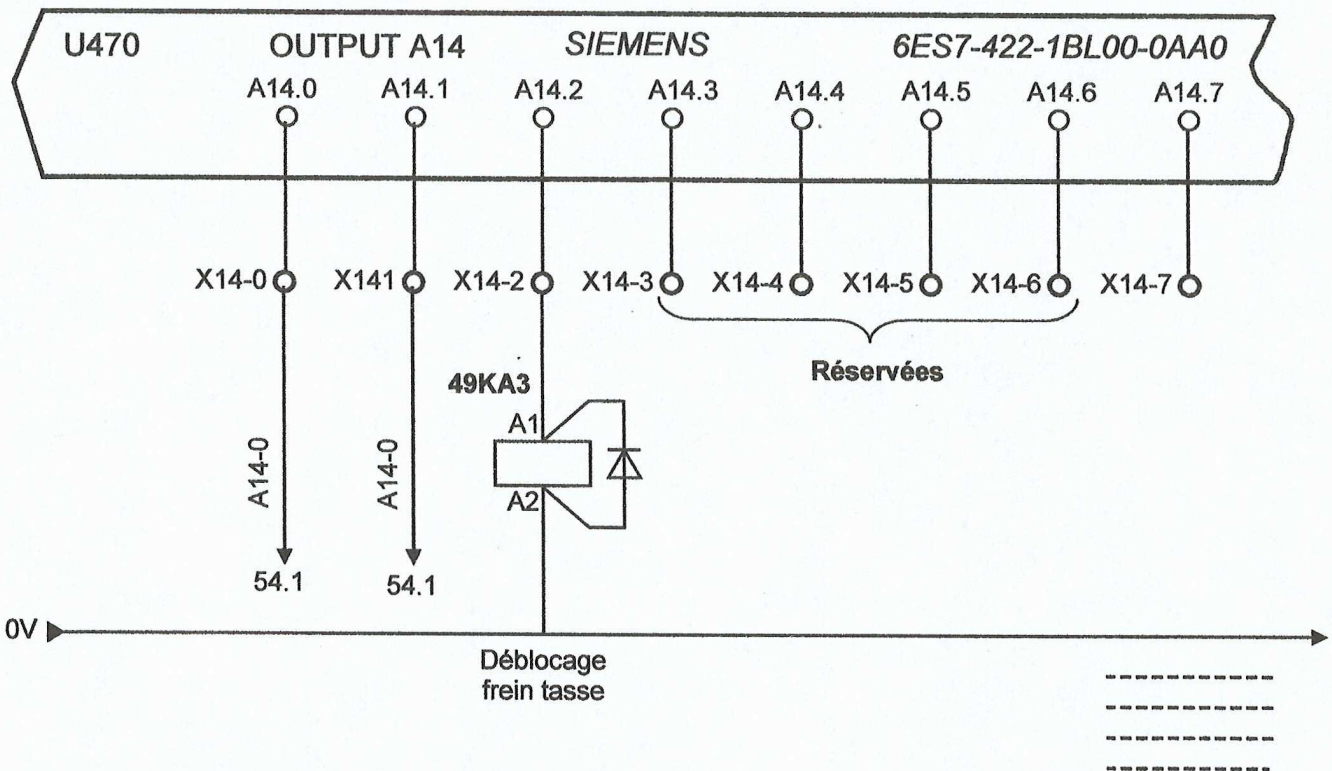 U470 OUTPUT A14 SIEMENS 6ES7-422-1BL00-0AA0
A14.0 A14.1 A14.2 A14.3 A14.4 A14.5 A14.6 A14.7
X14-0 X141 X14-2 X14-3 X14-4 X14-5 X14-6 X14-7
Réservées
49KA3
A1
A14-0 A14-0
A2
54.1 54.1
0V
Déblocage
frein tasse